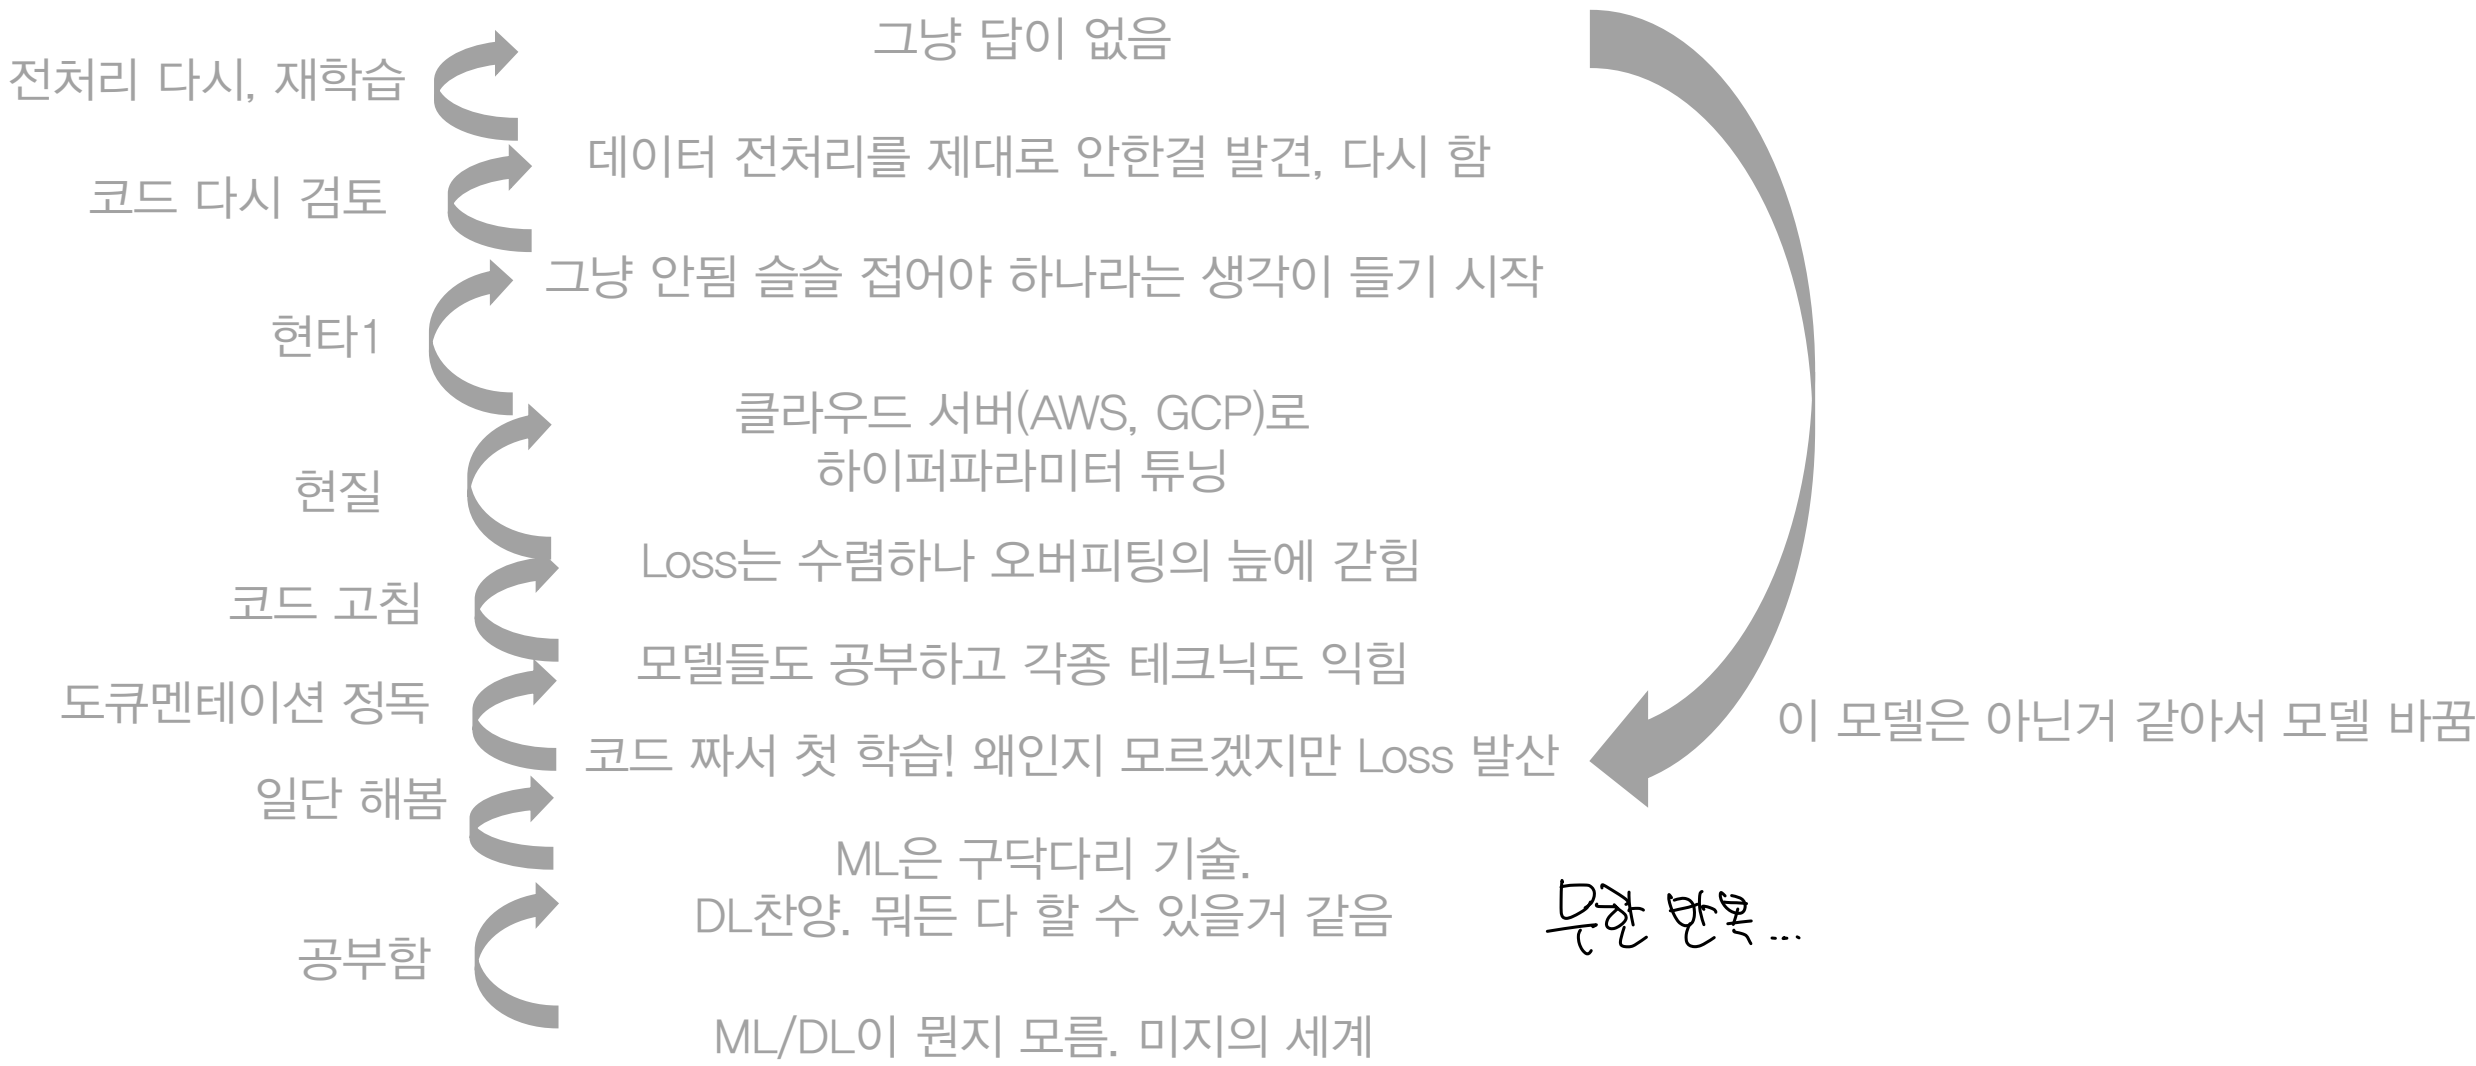 그냥 답이 없음
전처리 다시, 재학습
데이터 전처리를 제대로 안한걸 발견, 다시 함
코드 다시 검토
그냥 안됨 슬슬 접어야 하나라는 생각이 들기 시작
현타1
클라우드 서버(AWS, GCP)로
하이퍼파라미터 튜닝
현질
Loss는 수렴하나 오버피팅의 늪에 갇힘
코드 고침
모델들도 공부하고 각종 테크닉도 익힘
도큐멘테이션 정독
이 모델은 아닌거 같아서 모델 바꿈
코드 짜서 첫 학습! 왜인지 모르겠지만 Loss 발산
일단 해봄
ML은 구닥다리 기술.
DL찬양. 뭐든 다 할 수 있을거 같음
무한 반복...
공부함
ML/DL이 뭔지 모름. 미지의 세계